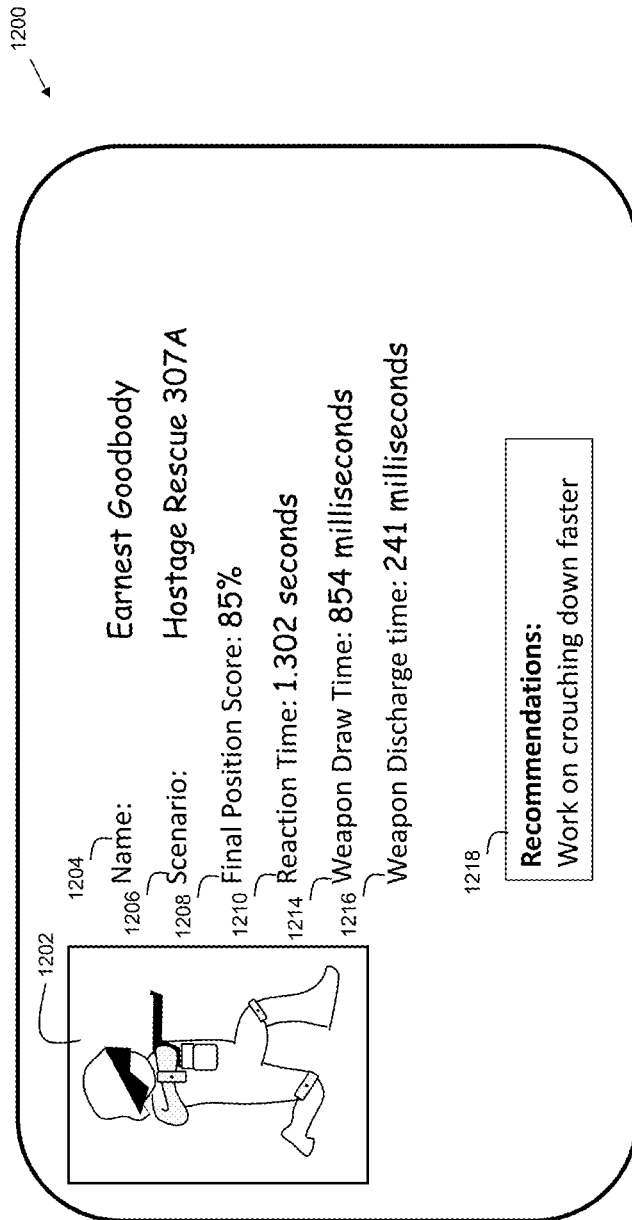 1200
1202
1204
Name: Earnest Goodbody
1206
Scenario: Hostage Rescue 307A
1208
Final Position Score: 85%
1210
Reaction Time: 1.302 seconds
1214
Weapon Draw Time: 854 milliseconds
1216
Weapon Discharge time: 241 milliseconds
1218
Recommendations:
Work on crouching down faster